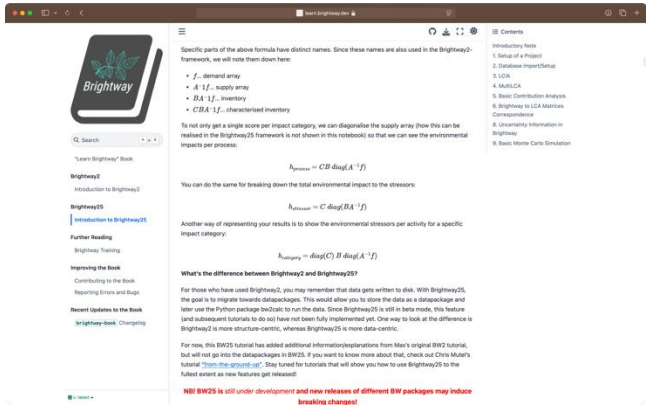 learn.brightway.dev
Brightway
Search
"Learn Brightway" Book
Brightway2
Introduction to Brightway2
Brightway25
Introduction to Brightway25
Further Reading
Brightway Training
Improving the Book
Contributing to the Book
Reporting Errors and Bugs
Recent Updates to the Book
brightway-book Changelog
v: latest
Specific parts of the above formula have distinct names. Since these names are also used in the Brightway2-
framework, we will note them down here:
• f... demand array
• A⁻1f... supply array
• BA⁻1f... inventory
• CBA⁻1f... characterised inventory
To not only get a single score per impact category, we can diagonalise the supply array (how this can be
realised in the Brightway25 framework is not shown in this notebook) so that we can see the environmental
impacts per process:
h_process = CB diag(A⁻1f)
You can do the same for breaking down the total environmental impact to the stressors:
h_stressor = C diag(BA⁻1f)
Another way of representing your results is to show the environmental stressors per activity for a specific
impact category:
h_category = diag(C) B diag(A⁻1f)
What's the difference between Brightway2 and Brightway25?
For those who have used Brightway2, you may remember that data gets written to disk. With Brightway25,
the goal is to migrate towards datapackages. This would allow you to store the data as a datapackage and
later use the Python package bw2calc to run the data. Since Brightway25 is still in beta mode, this feature
(and subsequent tutorials to do so) have not been fully implemented yet. One way to look at the difference is
Brightway2 is more structure-centric, whereas Brightway25 is more data-centric.
For now, this BW25 tutorial has added additional information/explanations from Max's original BW2 tutorial,
but will not go into the datapackages in BW25. If you want to know more about that, check out Chris Mutel's
tutorial "from-the-ground-up". Stay tuned for tutorials that will show you how to use Brightway25 to the
fullest extent as new features get released!
NB! BW25 is still under development and new releases of different BW packages may induce
breaking changes!
Contents
Introductory Note
1. Setup of a Project
2. Database Import/Setup
3. LCIA
4. MultiLCA
5. Basic Contribution Analysis
6. Brightway to LCA Matrices
Correspondence
8. Uncertainty Information in
Brightway
9. Basic Monte Carlo Simulation